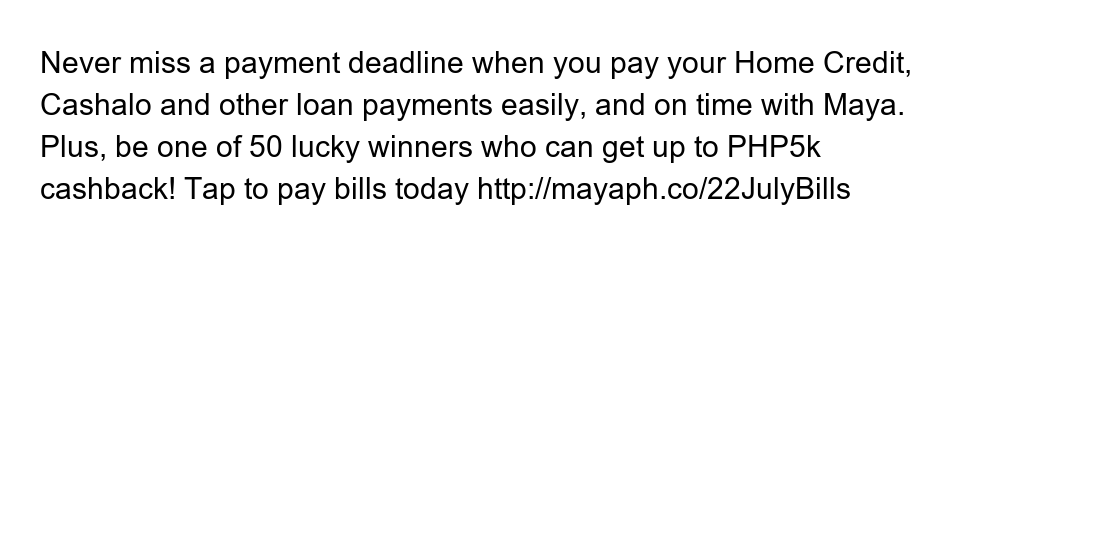 Never miss a payment deadline when you pay your Home Credit,
Cashalo and other loan payments easily, and on time with Maya.
Plus, be one of 50 lucky winners who can get up to PHP5k
cashback! Tap to pay bills today http://mayaph.co/22JulyBills